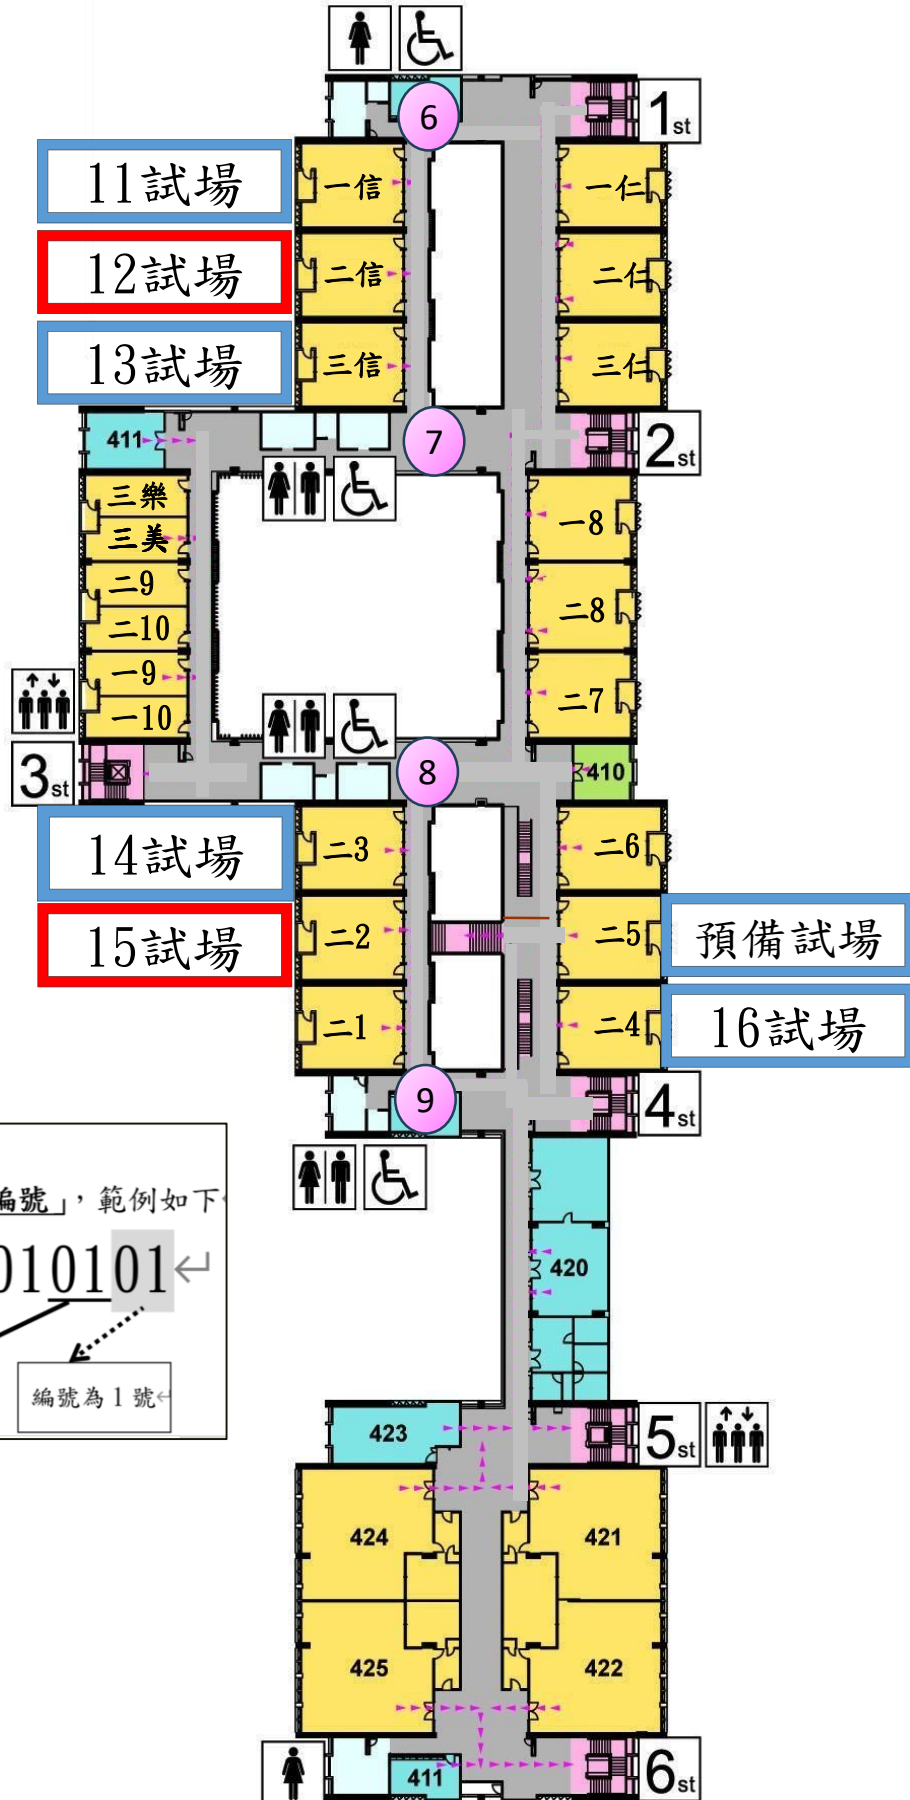 6
1st
11試場
一信
一仁
12試場
二信
二仁
13試場
三信
三仁
411
7
2st
三樂
三美
一8
二9
二10
二8
一9
一10
二7
3st
8
410
14試場
二3
二6
15試場
二2
二5
預備試場
二1
二4
16試場
9
4st
編號」，範例如下
010101
編號為1號
420
423
5st
424
421
425
422
411
6st